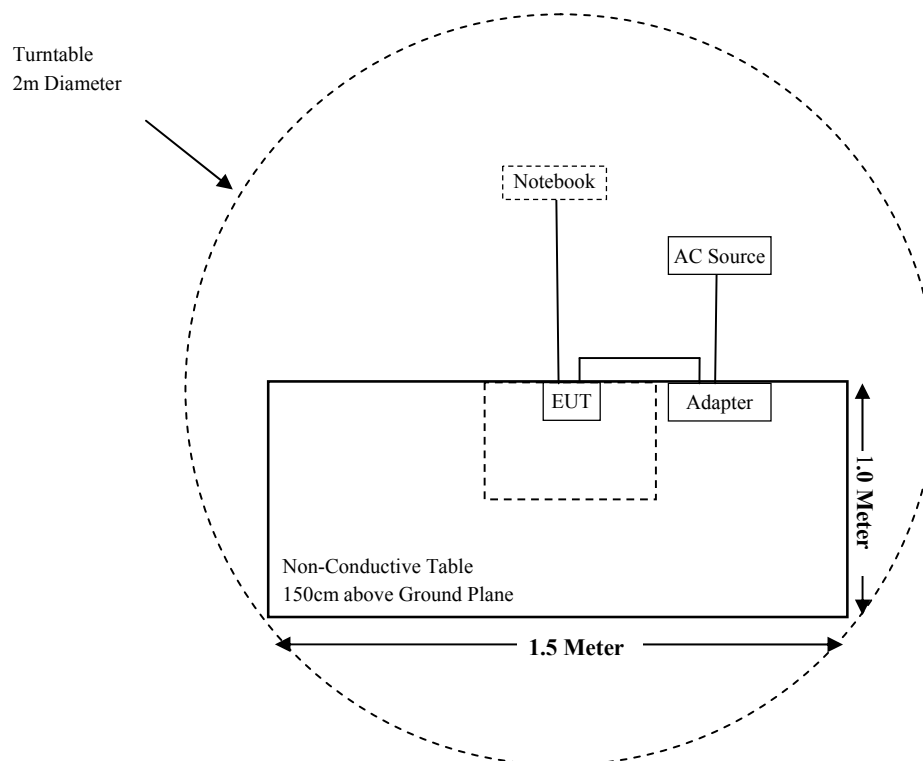 Turntable
2m Diameter
Notebook
AC Source
EUT
Adapter
1.0 Meter
Non-Conductive Table
150cm above Ground Plane
1.5 Meter